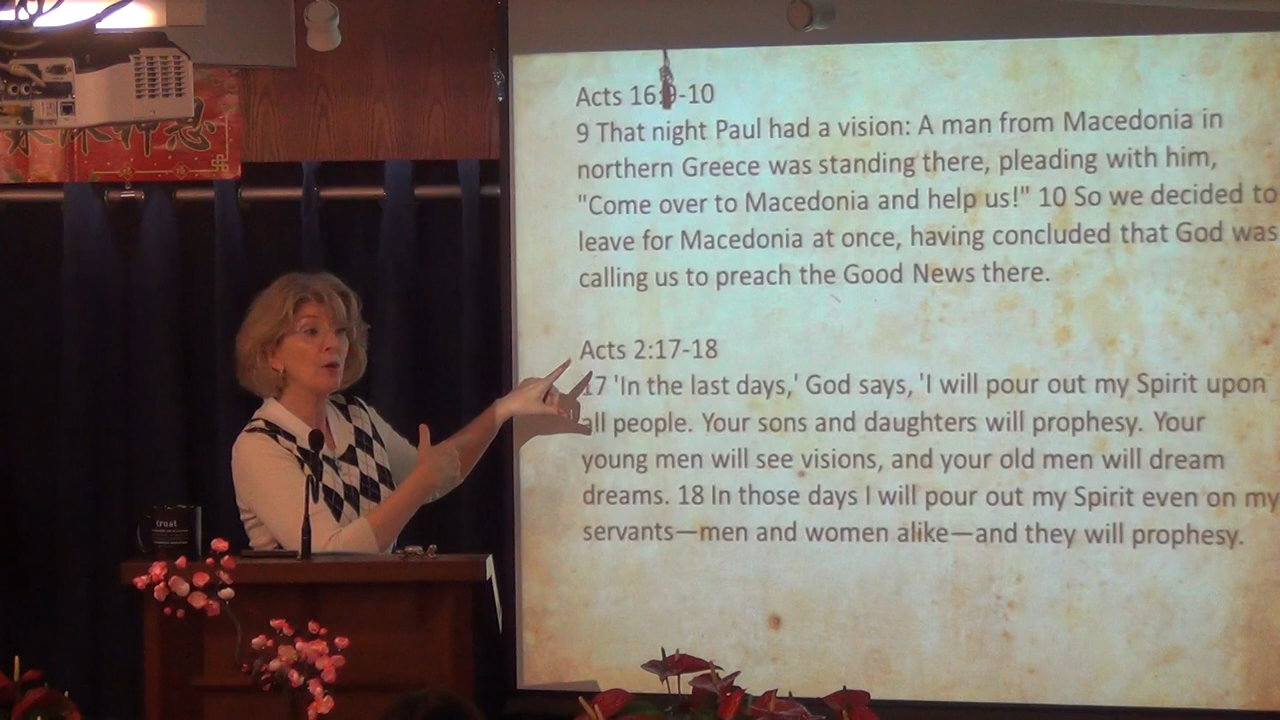 Acts 16:9-10
9 That night Paul had a vision: A man from Macedonia in
northern Greece was standing there, pleading with him,
"Come over to Macedonia and help us!" 10 So we decided to
leave for Macedonia at once, having concluded that God was
calling us to preach the Good News there.
Acts 2:17-18
17 'In the last days,' God says, 'I will pour out my Spirit upon
all people. Your sons and daughters will prophesy. Your
young men will see visions, and your old men will dream
dreams. 18 In those days I will pour out my Spirit even on my
servants—men and women alike—and they will prophesy.
trust